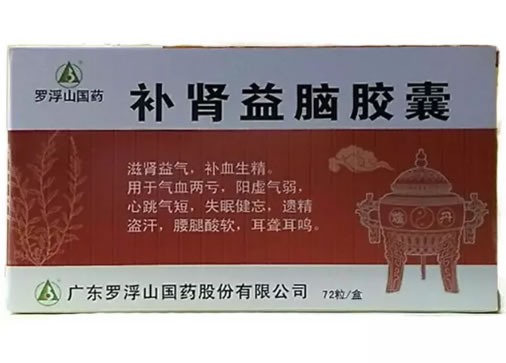 罗浮山国药
补肾益脑胶囊
滋肾益气，补血生精。
用于气血两亏，阳虚气弱，
心跳气短，失眠健忘，遗精
盗汗，腰腿酸软，耳聋耳鸣。
广东罗浮山国药股份有限公司 72粒/盒